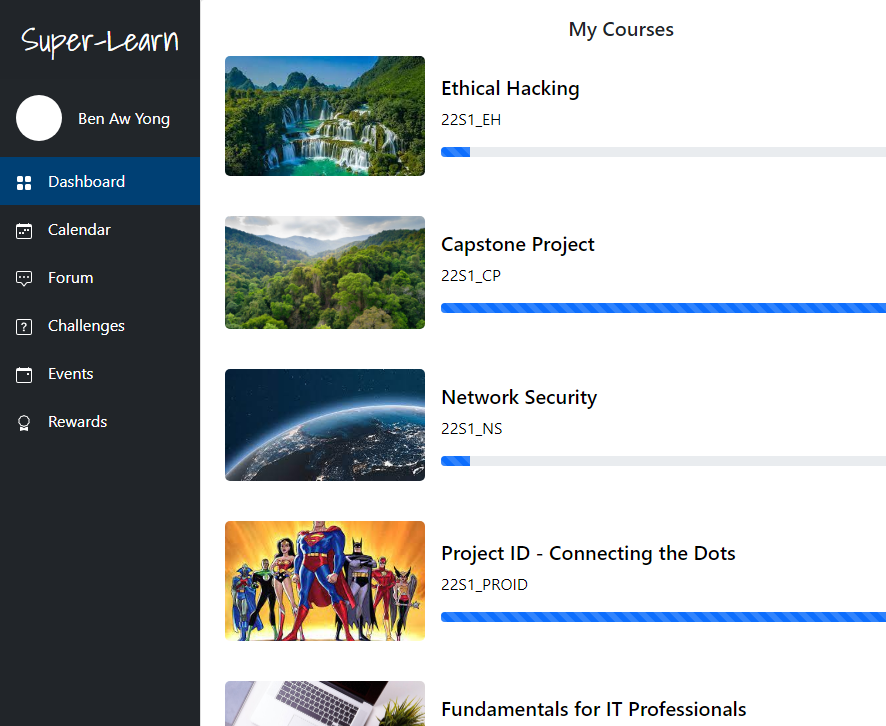 Super-Learn
Ben Aw Yong
Dashboard
Calendar
Forum
Challenges
Events
Rewards
My Courses
Ethical Hacking
22S1_EH
Capstone Project
22S1_CP
Network Security
22S1_NS
Project ID - Connecting the Dots
22S1_PROID
Fundamentals for IT Professionals